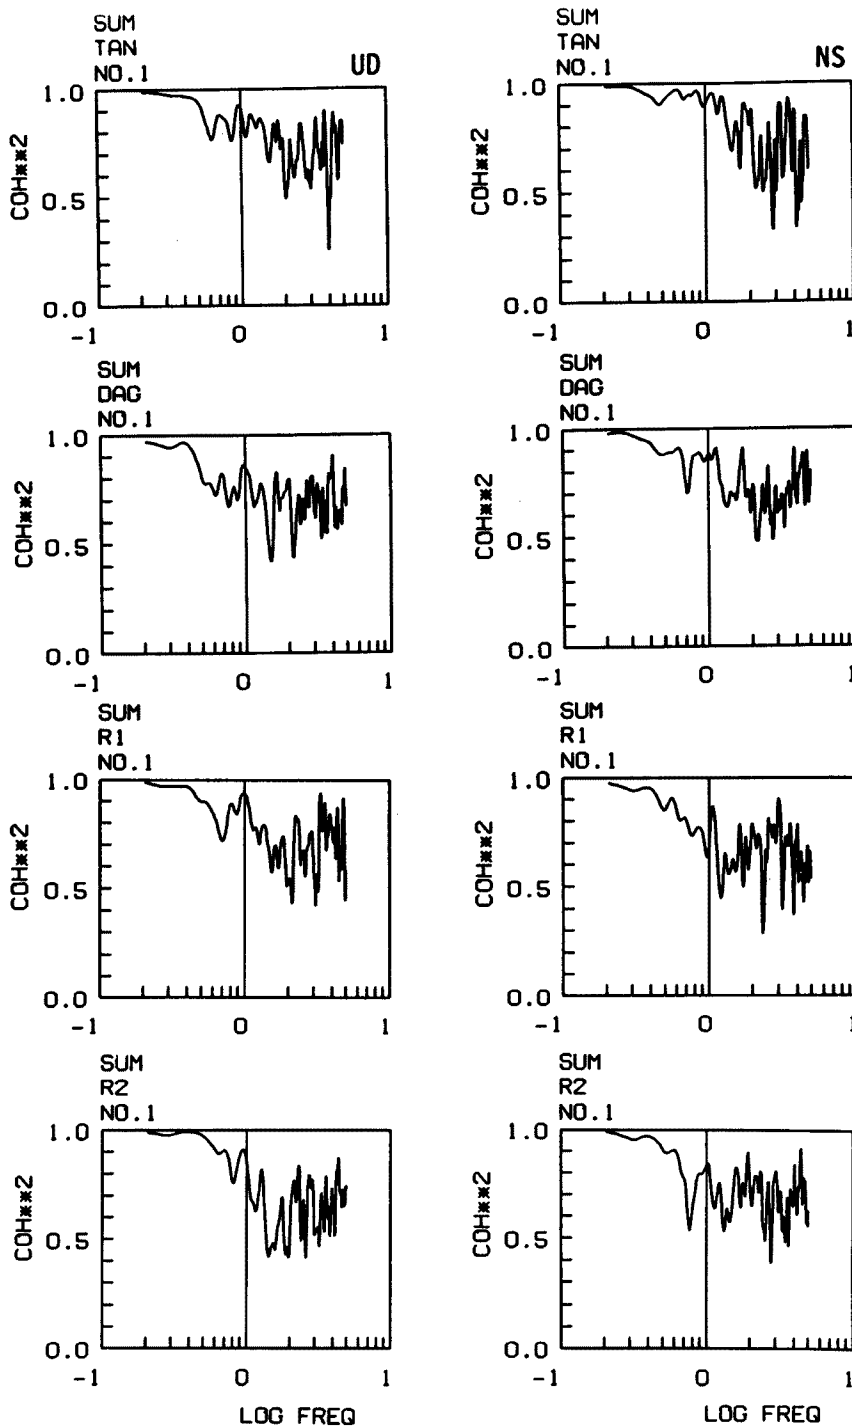 SUM
TAN
NO.1
UD
1.0
0.5
0.0
COH**2
-1
0
1
SUM
TAN
NO.1
NS
1.0
0.5
0.0
COH**2
-1
0
1
SUM
DAG
NO.1
1.0
0.5
0.0
COH**2
-1
0
1
SUM
DAG
NO.1
1.0
0.5
0.0
COH**2
-1
0
1
SUM
R1
NO.1
1.0
0.5
0.0
COH**2
-1
0
1
SUM
R1
NO.1
1.0
0.5
0.0
COH**2
-1
0
1
SUM
R2
NO.1
1.0
0.5
0.0
COH**2
-1
0
1
LOG FREQ
SUM
R2
NO.1
1.0
0.5
0.0
COH**2
-1
0
1
LOG FREQ